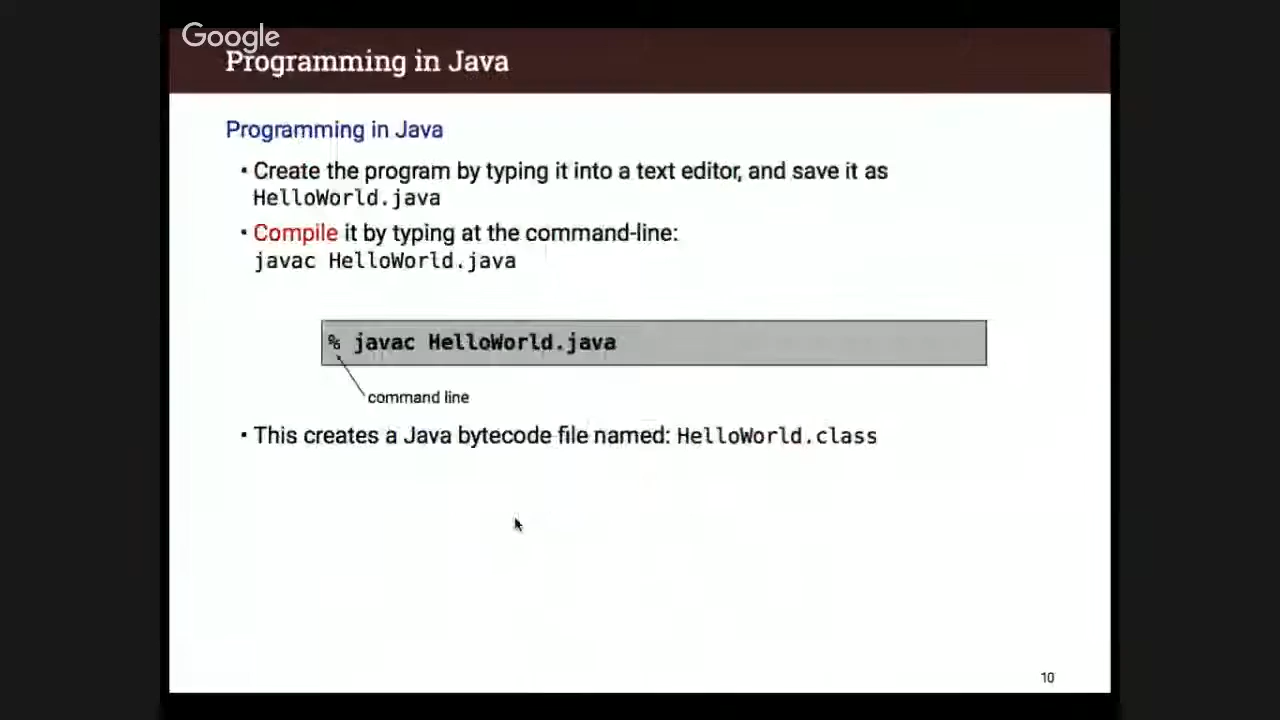 Google
Programming in Java
Programming in Java
• Create the program by typing it into a text editor, and save it as
HelloWorld.java
• Compile it by typing at the command-line:
javac HelloWorld.java
% javac HelloWorld.java
command line
• This creates a Java bytecode file named: HelloWorld.class
10